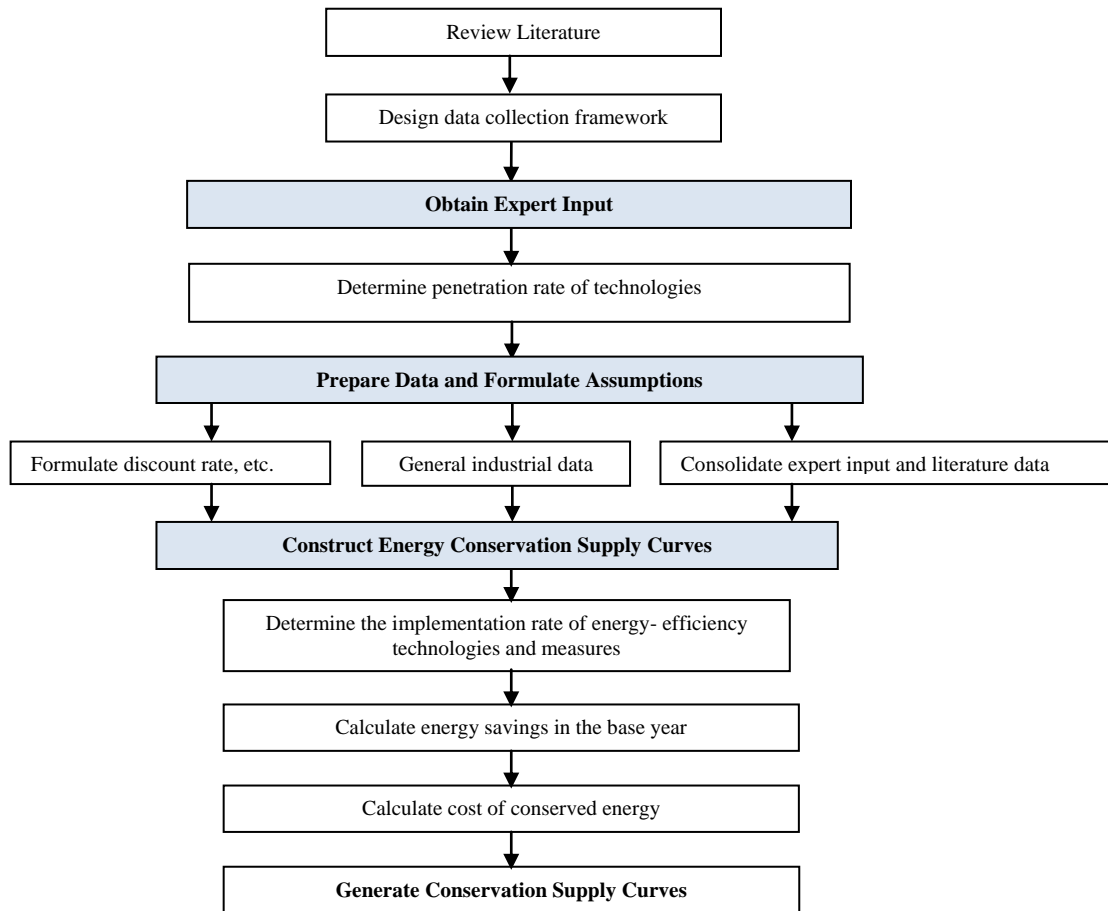 Review Literature
Design data collection framework
Obtain Expert Input
Determine penetration rate of technologies
Prepare Data and Formulate Assumptions
Formulate discount rate, etc.
General industrial data
Consolidate expert input and literature data
Construct Energy Conservation Supply Curves
Determine the implementation rate of energy- efficiency
technologies and measures
Calculate energy savings in the base year
Calculate cost of conserved energy
Generate Conservation Supply Curves